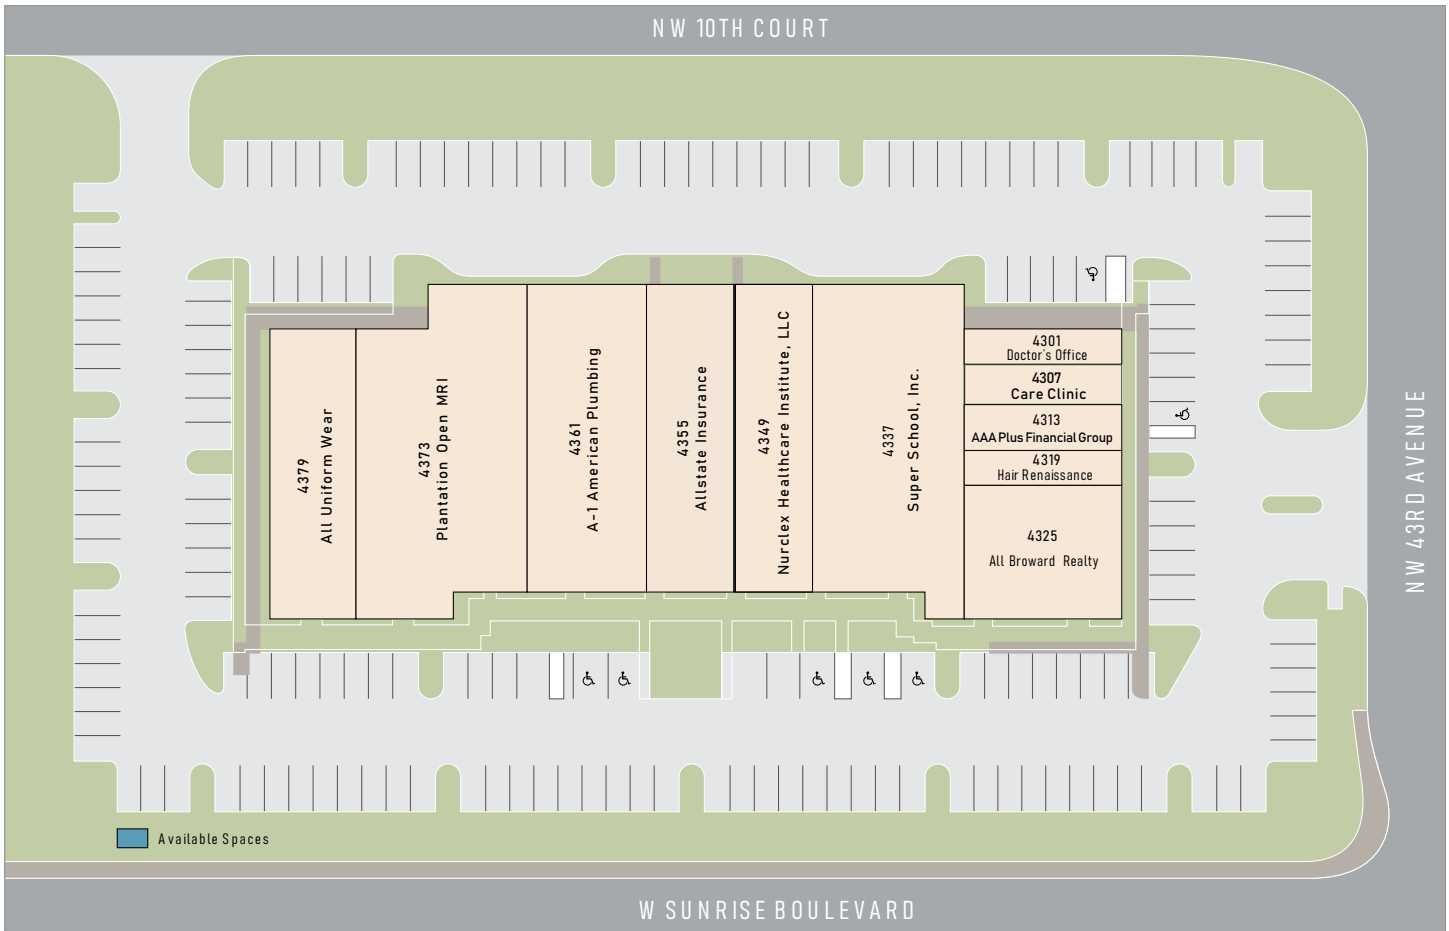 NW 10TH COURT
4379
All Uniform Wear
4373
Plantation Open MRI
4361
A-1 American Plumbing
4355
Allstate Insurance
4349
Nurclex Healthcare Institute, LLC
4337
Super School, Inc.
4301
Doctor's Office
4307
Care Clinic
4313
AAA Plus Financial Group
4319
Hair Renaissance
4325
All Broward Realty
NW 43RD AVENUE
Available Spaces
W SUNRISE BOULEVARD